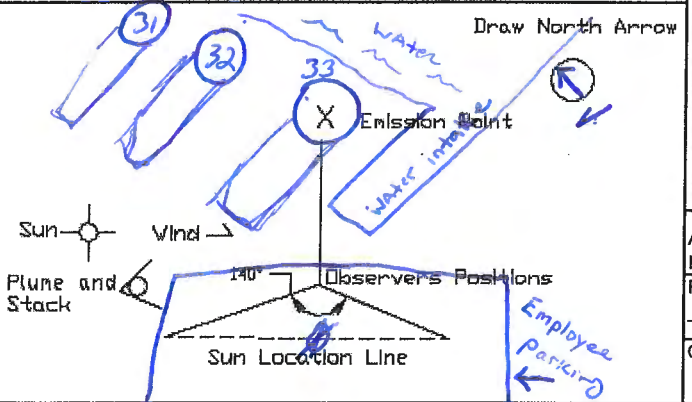 31
32
33
water
Draw North Arrow
N
X
Emission Point
water intake
Sun
Wind
Plume and
Stack
140°
Observers Positions
Sun Location Line
Employee
parking